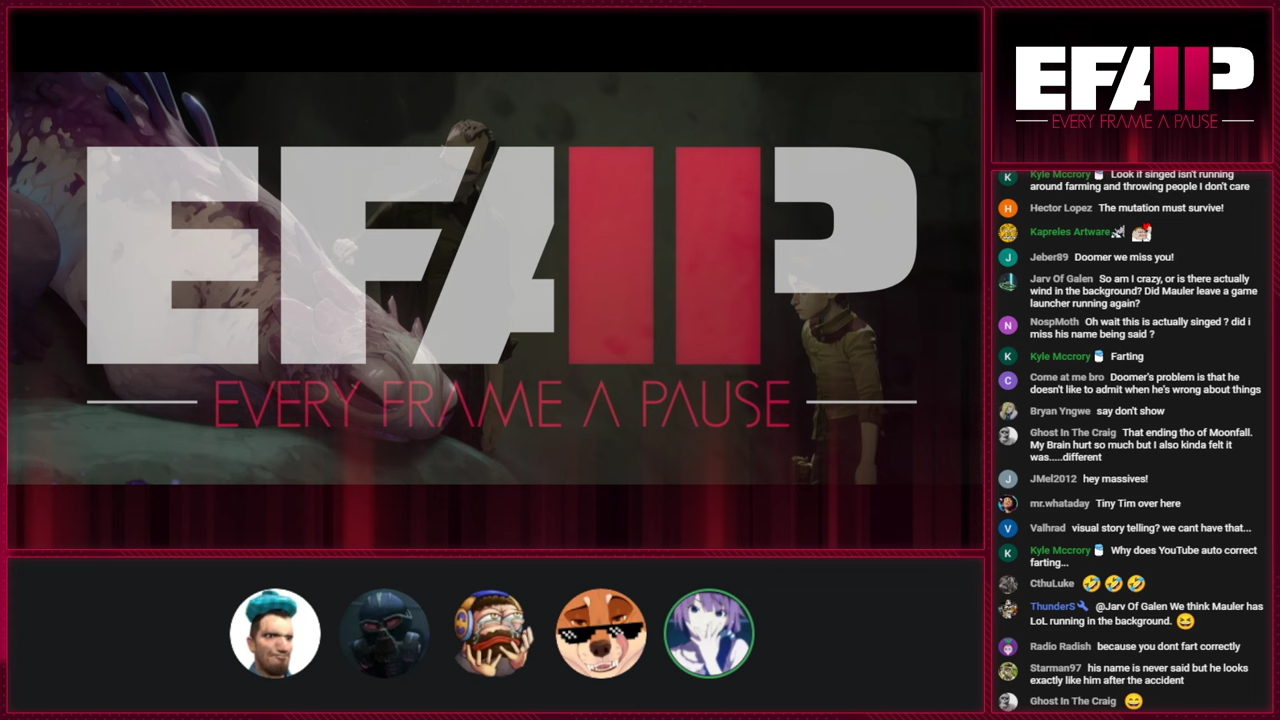 EFAP
EVERY FRAME A PAUSE
EFAP
EVERY FRAME A PAUSE
K Kyle Mccrory Look if singed isn't running
around farming and throwing people I don't care
H Hector Lopez The mutation must survive!
Kapreles Artware
J Jeber89 Doomer we miss you!
Jarv Of Galen So am I crazy, or is there actually
wind in the background? Did Mauler leave a game
launcher running again?
N NospMoth Oh wait this is actually singed ? did i
miss his name being said ?
K Kyle Mccrory Farting
C Come at me bro Doomer's problem is that he
doesn't like to admit when he's wrong about things
Bryan Yngwe say don't show
Ghost In The Craig That ending tho of Moonfall.
My Brain hurt so much but I also kinda felt it
was.....different
J JMel2012 hey massives!
mr.whataday Tiny Tim over here
V Valhrad visual story telling? we cant have that...
K Kyle Mccrory Why does YouTube auto correct
farting...
CthuLuke 🤣🤣🤣
ThunderS @Jarv Of Galen We think Mauler has
LoL running in the background. 😆
Radio Radish because you dont fart correctly
Starman97 his name is never said but he looks
exactly like him after the accident
Ghost In The Craig 😄